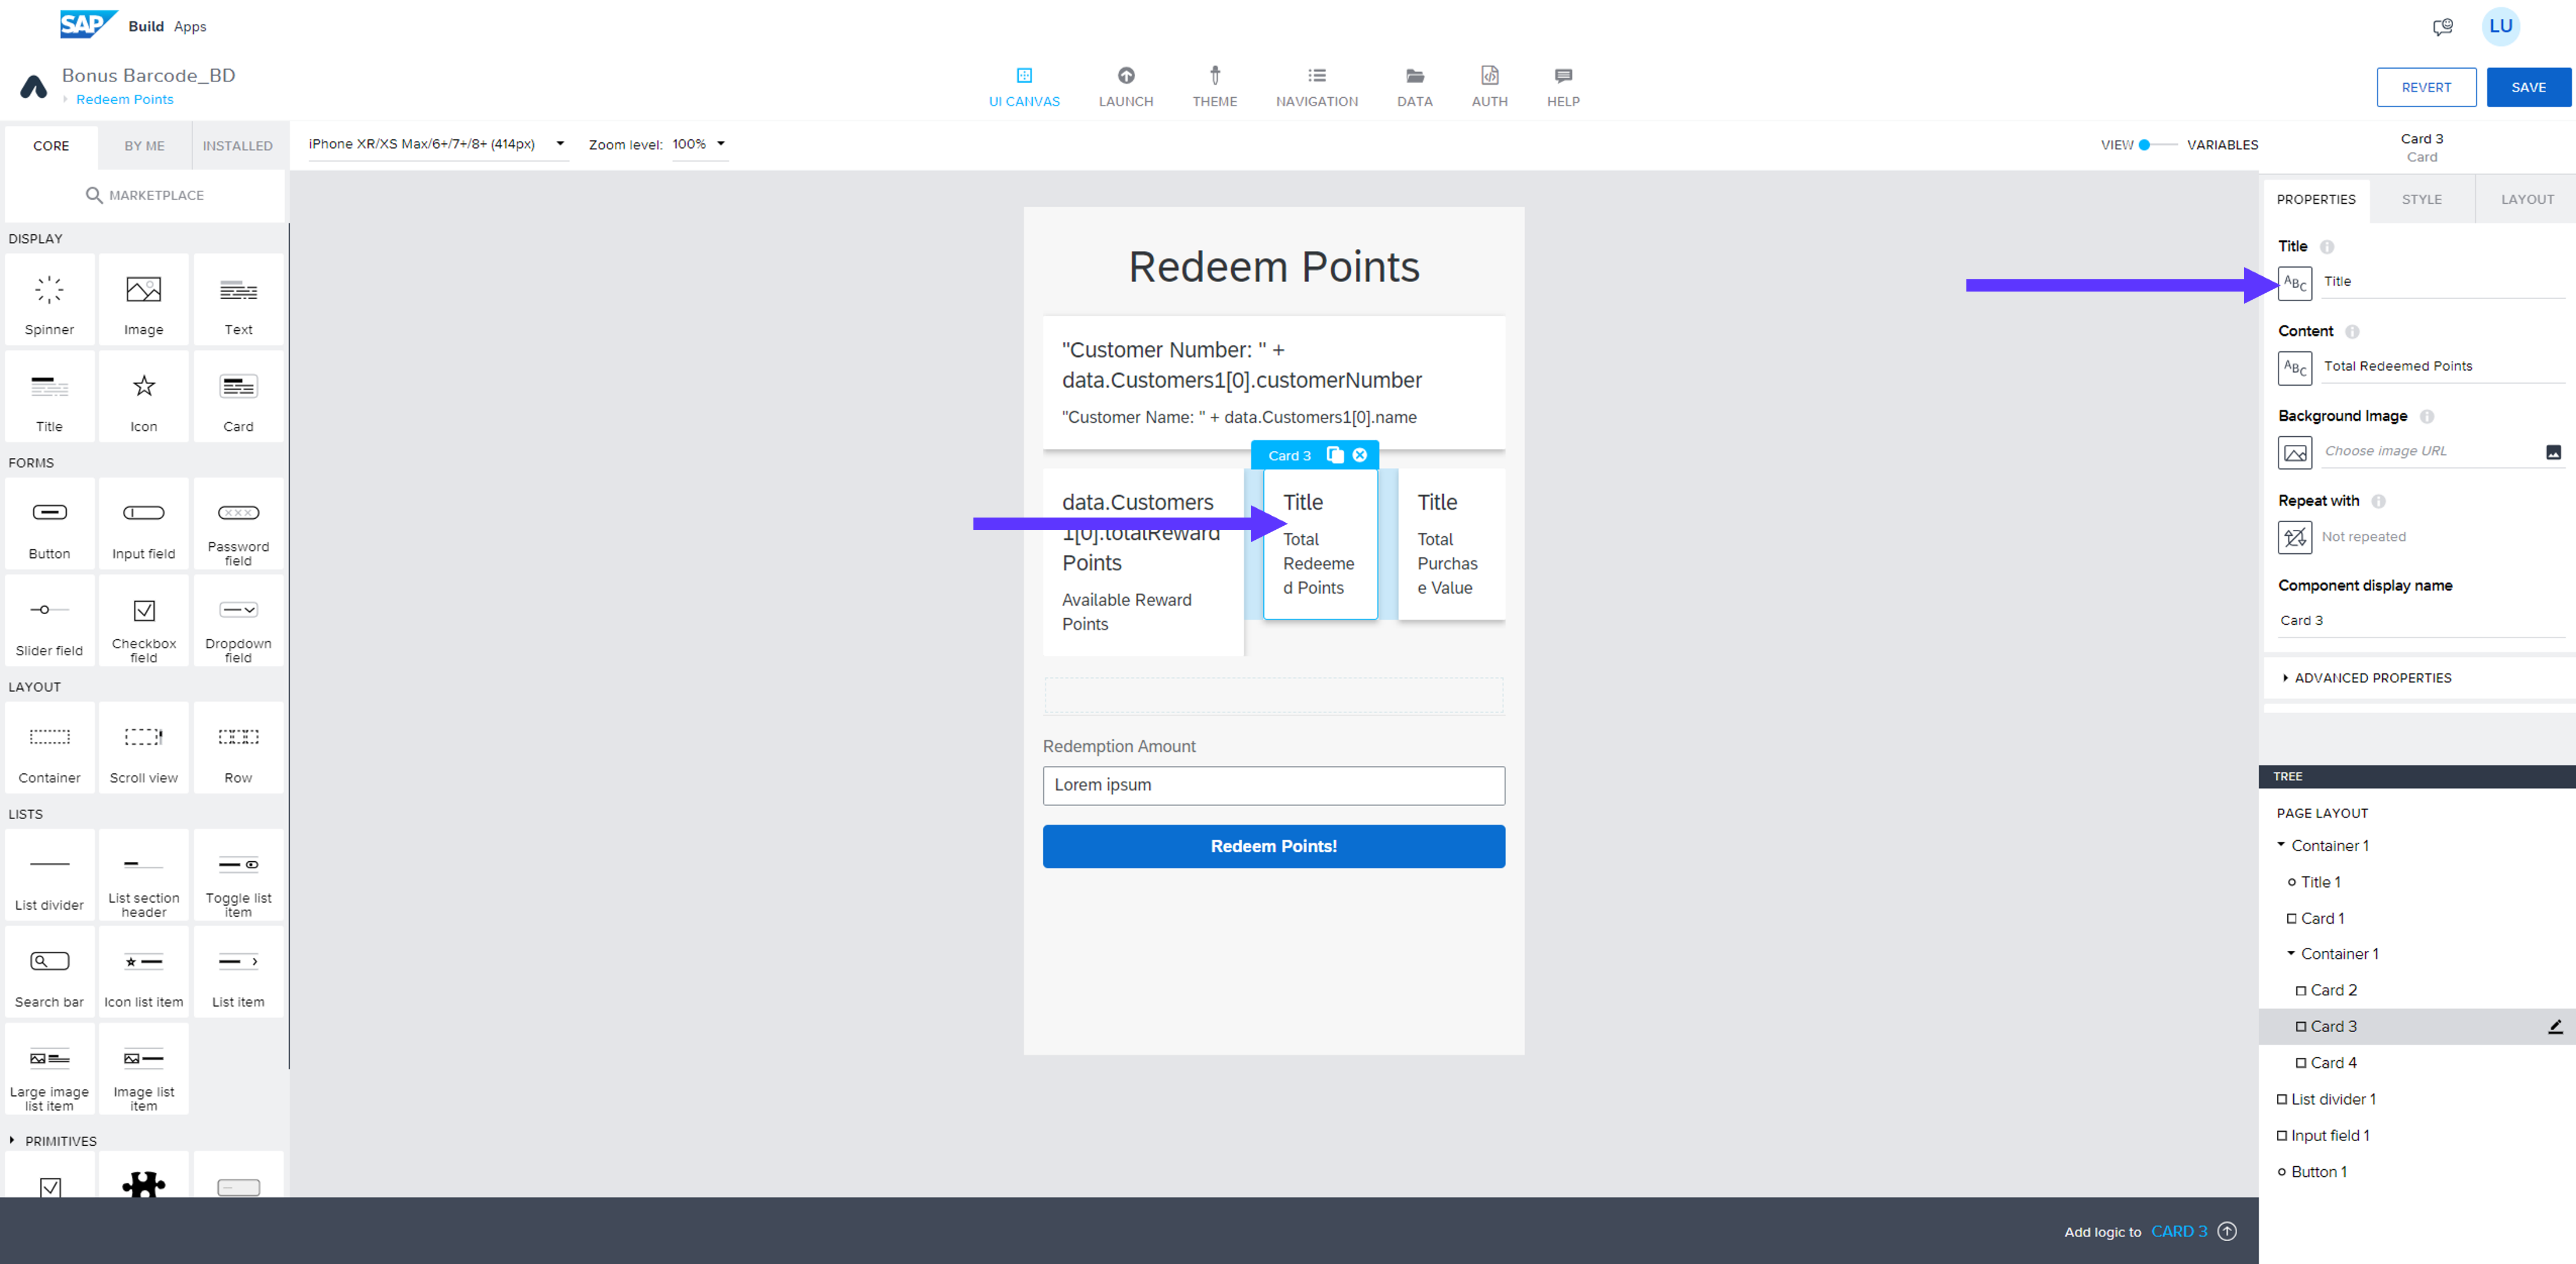 SAP Build Apps
LU
Bonus Barcode_BD
Redeem Points
UI CANVAS
LAUNCH
THEME
NAVIGATION
DATA
AUTH
HELP
REVERT
SAVE
CORE
BY ME
INSTALLED
iPhone XR/XS Max/6+/7+/8+ (414px)
Zoom level: 100%
VIEW
VARIABLES
Card 3
Card
MARKETPLACE
DISPLAY
Spinner
Image
Text
Title
Icon
Card
FORMS
Button
Input field
Password
field
Slider field
Checkbox
field
Dropdown
field
LAYOUT
Container
Scroll view
Row
LISTS
List divider
List section
header
Toggle list
item
Search bar
Icon list item
List item
Large image
list item
Image list
item
PRIMITIVES
Redeem Points
"Customer Number: " +
data.Customers1[0].customerNumber
"Customer Name: " + data.Customers1[0].name
Card 3
data.Customers
1[0].totalReward
Points
Available Reward
Points
Title
Total
Redeeme
d Points
Title
Total
Purchas
e Value
Redemption Amount
Lorem ipsum
Redeem Points!
PROPERTIES
STYLE
LAYOUT
Title
ABC
Title
Content
ABC
Total Redeemed Points
Background Image
Choose image URL
Repeat with
Not repeated
Component display name
Card 3
ADVANCED PROPERTIES
TREE
PAGE LAYOUT
Container 1
Title 1
Card 1
Container 1
Card 2
Card 3
Card 4
List divider 1
Input field 1
Button 1
Add logic to CARD 3